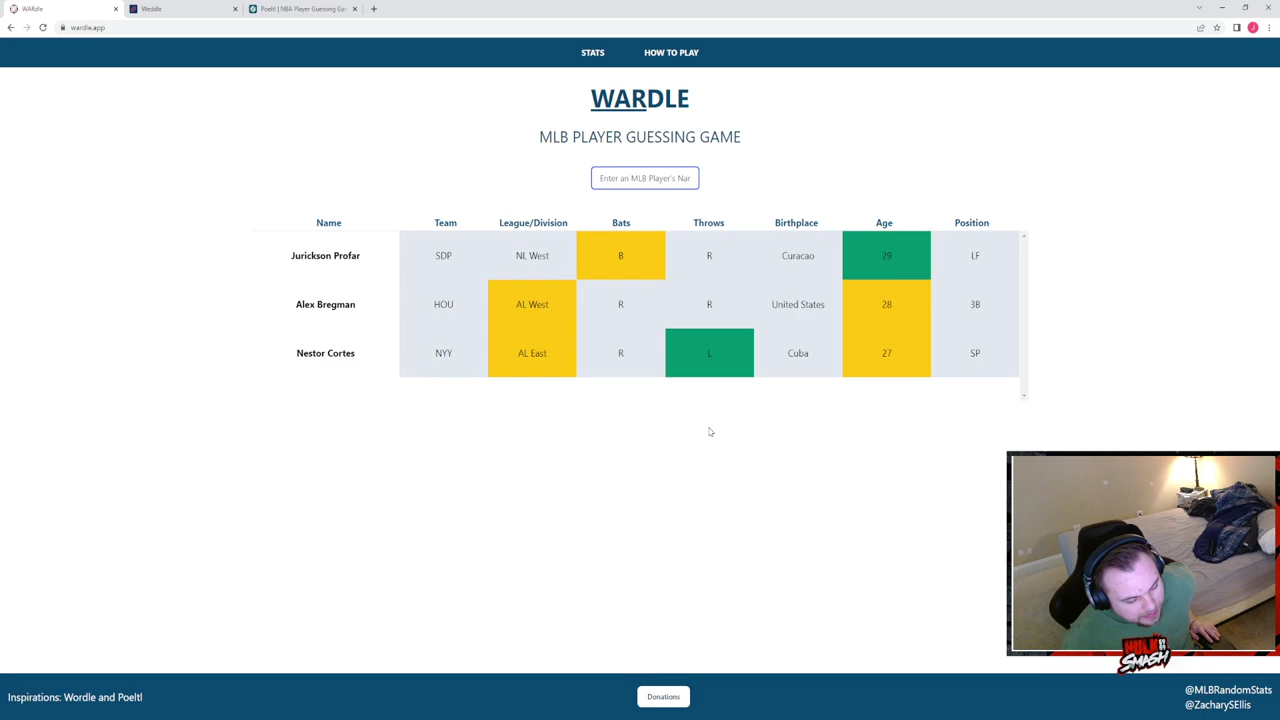 WARdle
Weddle
Poeltl | NBA Player Guessing Ga
wardle.app
J
STATS
HOW TO PLAY
WARDLE
MLB PLAYER GUESSING GAME
Enter an MLB Player's Nar
Name Team League/Division Bats Throws Birthplace Age Position
Jurickson Profar SDP NL West B R Curacao 29 LF
Alex Bregman HOU AL West R R United States 28 3B
Nestor Cortes NYY AL East R L Cuba 27 SP
HULK
SMASH
Inspirations: Wordle and Poeltl
Donations
@MLBRandomStats
@ZacharySEllis